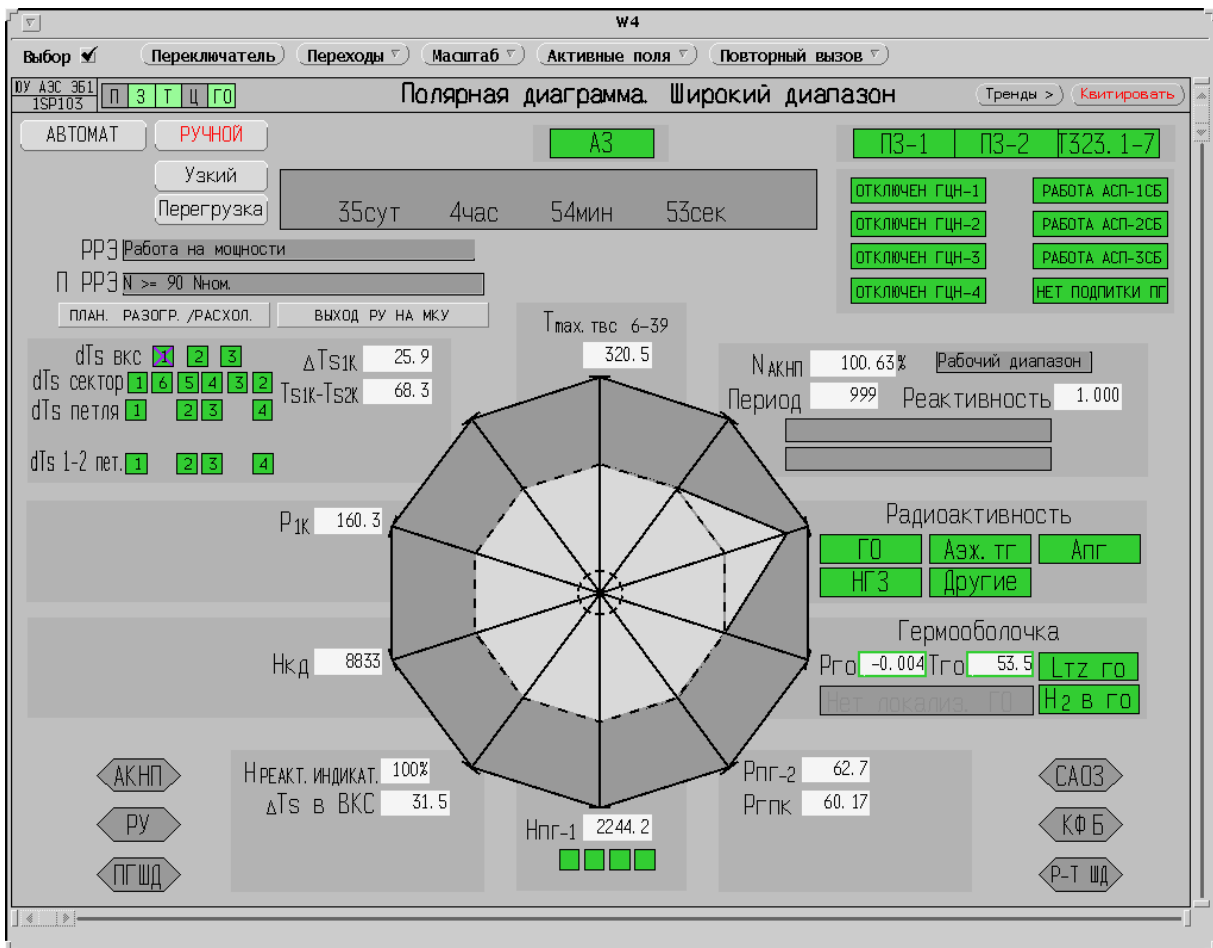 W4
Выбор Переключатель Переходы Масштаб Активные поля Повторный вызов
ЮУ АЭС ЭБ1
1SP103
П З Т Ц ГО
Полярная диаграмма. Широкий диапазон
Тренды > Квитировать
АВТОМАТ РУЧНОЙ
АЗ
ПЗ-1 ПЗ-2 ТЗ23.1-7
Узкий
Перегрузка
35сут 4час 54мин 53сек
ОТКЛЮЧЕН ГЦН-1 РАБОТА АСП-1СБ
ОТКЛЮЧЕН ГЦН-2 РАБОТА АСП-2СБ
ОТКЛЮЧЕН ГЦН-3 РАБОТА АСП-3СБ
ОТКЛЮЧЕН ГЦН-4 НЕТ ПОДПИТКИ ПГ
РРЭ Работа на мощности
П РРЭ N >= 90 Nном.
ПЛАН. РАЗОГР. /РАСХОЛ. ВЫХОД РУ НА МКУ
Tmax. твс 6-39
320.5
dTs вкс 1 2 3
dTs сектор 1 6 5 4 3 2
dTs петля 1 2 3 4
dTs 1-2 пет. 1 2 3 4
ΔTs1к 25.9
Ts1к-Ts2к 68.3
Nакнп 100.63% Рабочий диапазон
Период 999 Реактивность 1.000
P1к 160.3
Радиоактивность
ГО Аэж. тг Апг
НГЗ Другие
Hкд 8833
Гермооболочка
Pго -0.004 Tго 53.5 Ltz го
Нет локализ. ГО H2 в го
АКНП
РУ
ПГШД
Hреакт. индикат. 100%
ΔTs в ВКС 31.5
Hпг-1 2244.2
Pпг-2 62.7
Pгпк 60.17
САОЗ
КФБ
Р-Т ШД